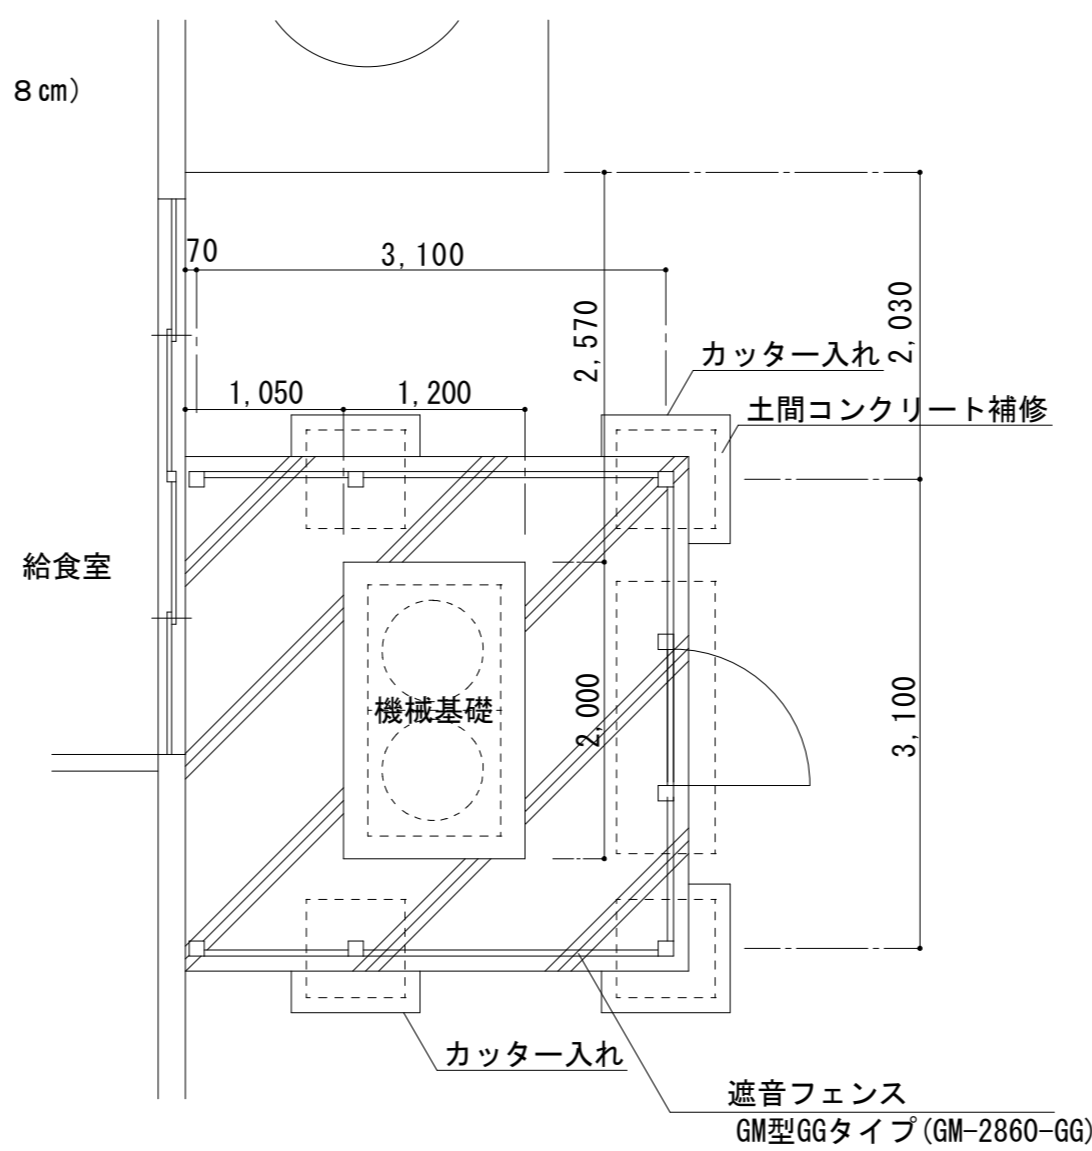 ８㎝）
70
3,100
2,570
2,030
カッター入れ
1,050
1,200
土間コンクリート補修
給食室
機械基礎
2,000
3,100
カッター入れ
遮音フェンス
GM型GGタイプ(GM-2860-GG)